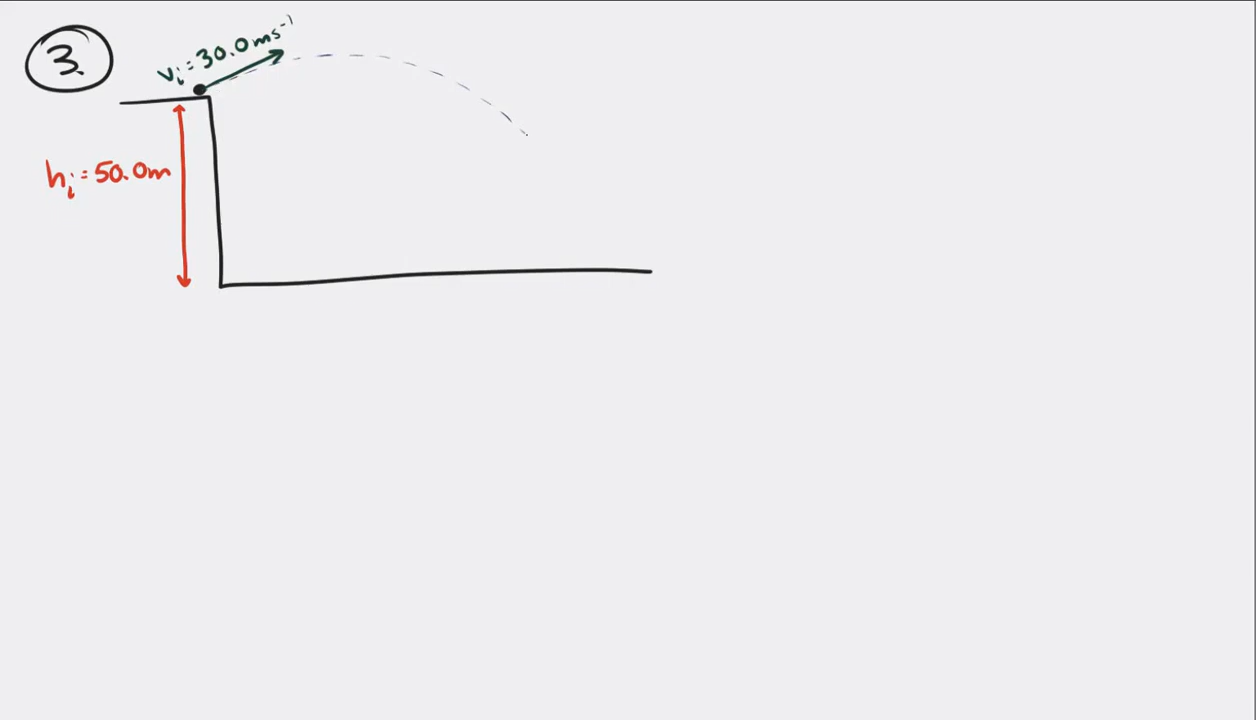 3.
vᵢ = 30.0 ms⁻¹
hᵢ = 50.0m